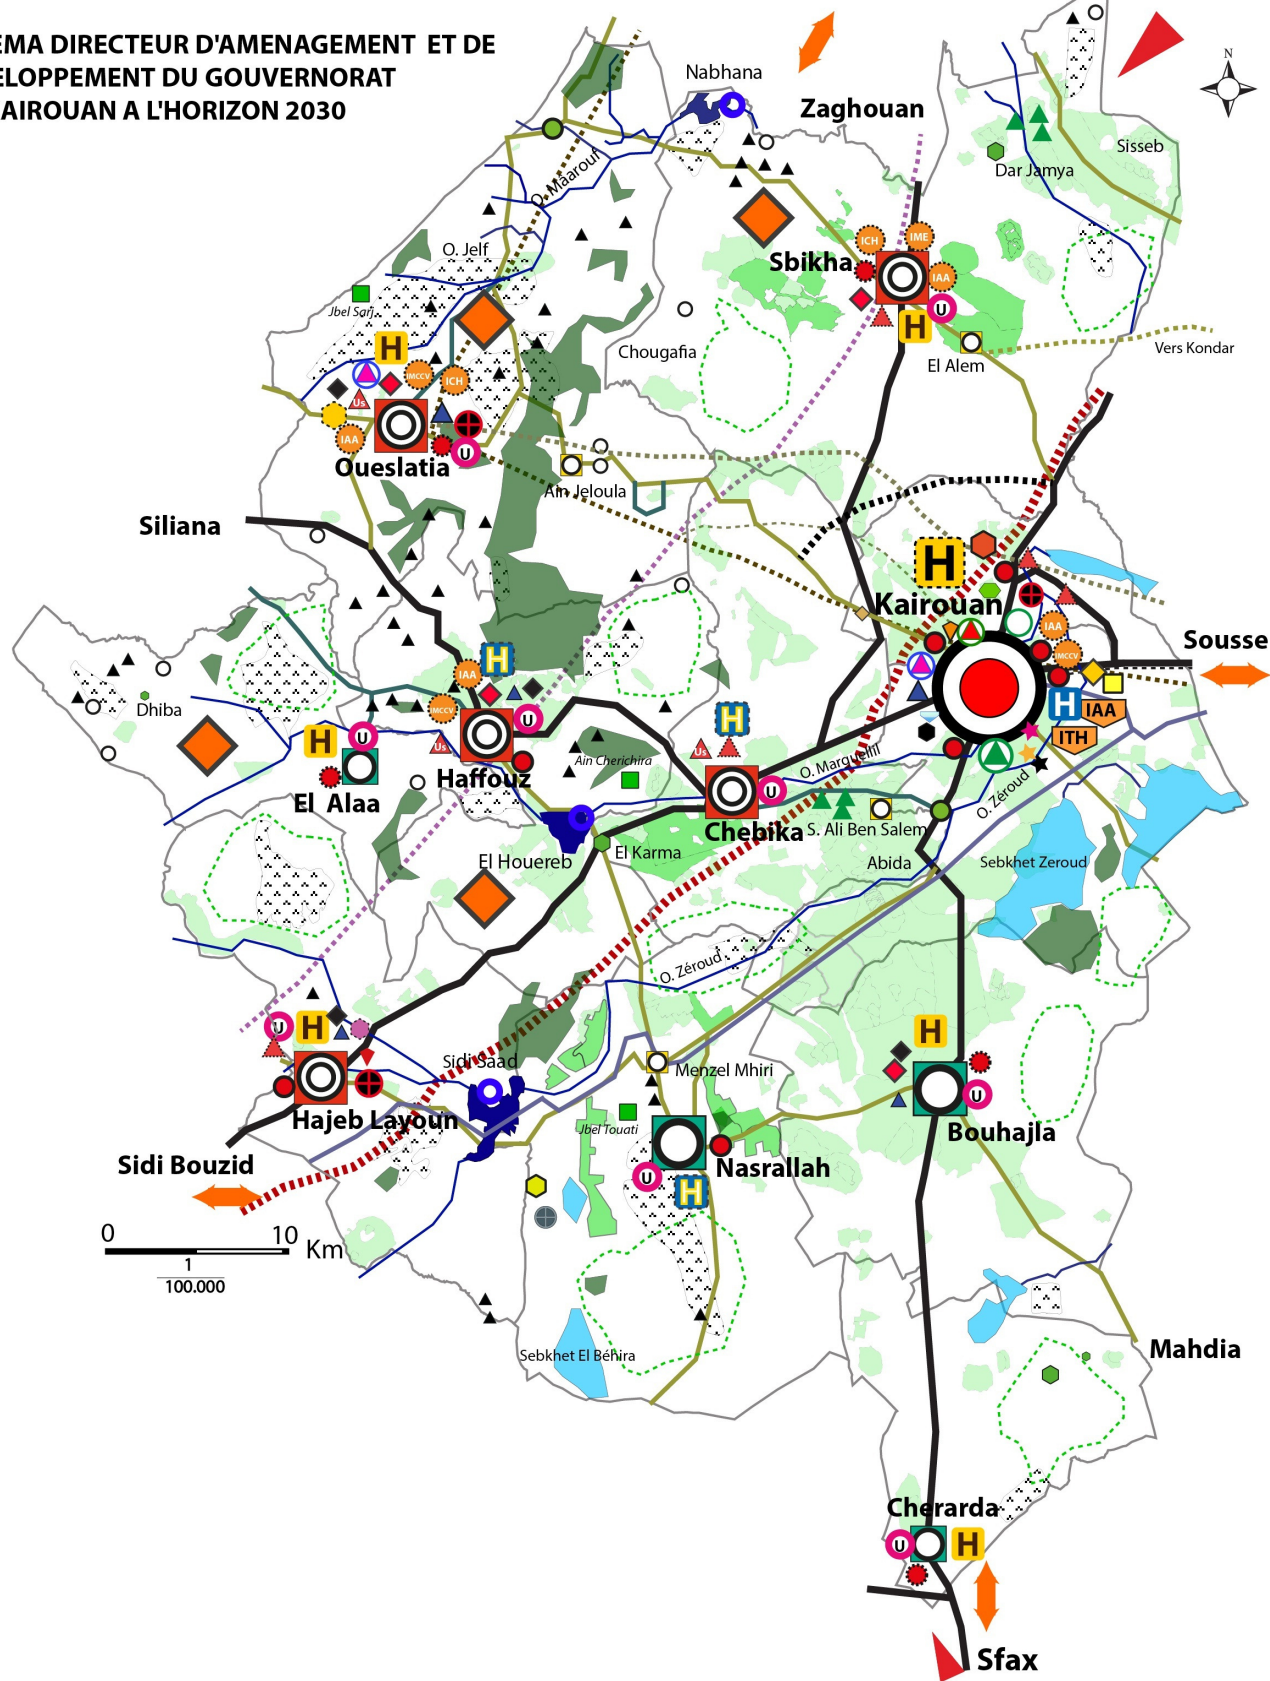 EMA DIRECTEUR D'AMENAGEMENT ET DE
ELOPPEMENT DU GOUVERNORAT
AIROUAN A L'HORIZON 2030
Nabhana
Zaghouan
N
Sisseb
Dar Jamya
O. Maarouf
O. Jelf
ICH
IME
Sbikha
IAA
Jbel Sarj
U
H
H
Vers Kondar
Chougafia
El Alem
IMCCV
ICH
Us
IAA
U
Oueslatia
Ain Jeloula
Siliana
H
Kairouan
IAA
Sousse
IMCCV
H
IAA
Dhiba
H
IAA
IMCCV
U
H
U
H
ITH
Us
Us
Ain Cherichira
O. Marguellil
Haffouz
El Alaa
U
O. Zéroud
Chebika
S. Ali Ben Salem
El Houereb
El Karma
Abida
Sebkhet Zeroud
O. Zéroud
U
H
H
Sidi Saad
Menzel Mhiri
U
Hajeb Layoun
Jbel Touati
Bouhajla
Sidi Bouzid
Nasrallah
U
H
0
10
Km
1
100.000
Mahdia
Sebkhet El Béhira
Cherarda
U
H
Sfax